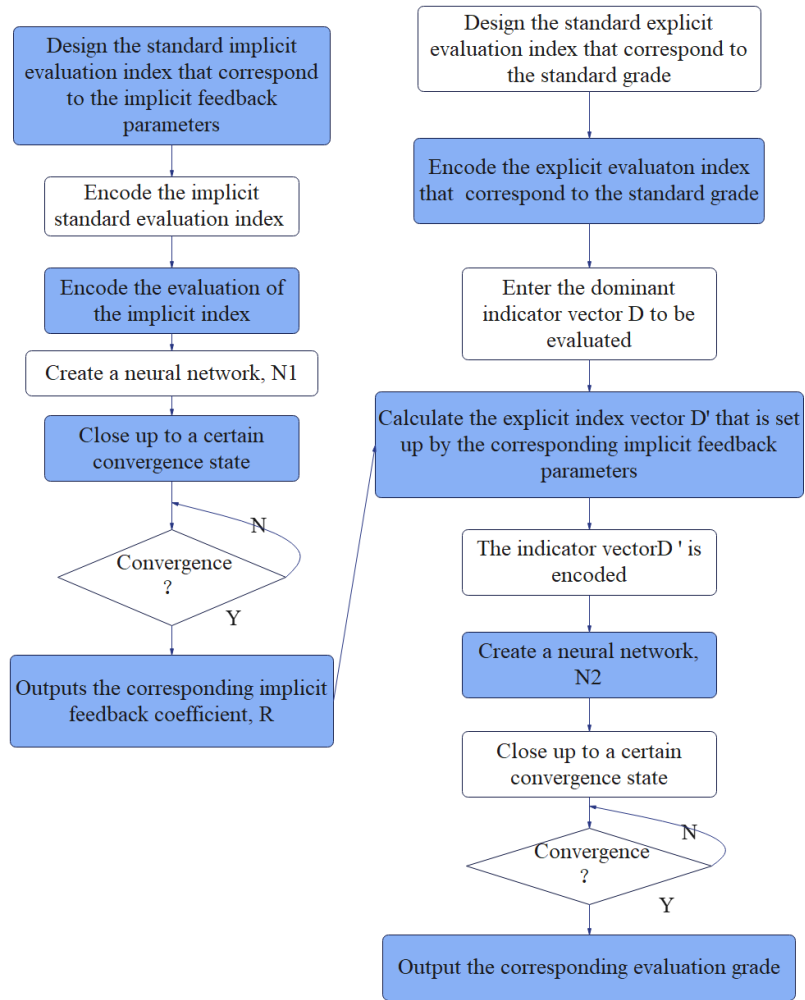 Design the standard implicit
evaluation index that correspond
to the implicit feedback
parameters
Encode the implicit
standard evaluation index
Encode the evaluation of
the implicit index
Create a neural network, N1
Close up to a certain
convergence state
N
Convergence
?
Y
Outputs the corresponding implicit
feedback coefficient, R
Design the standard explicit
evaluation index that correspond to
the standard grade
Encode the explicit evaluaton index
that correspond to the standard grade
Enter the dominant
indicator vector D to be
evaluated
Calculate the explicit index vector D' that is set
up by the corresponding implicit feedback
parameters
The indicator vectorD ' is
encoded
Create a neural network,
N2
Close up to a certain
convergence state
N
Convergence
?
Y
Output the corresponding evaluation grade